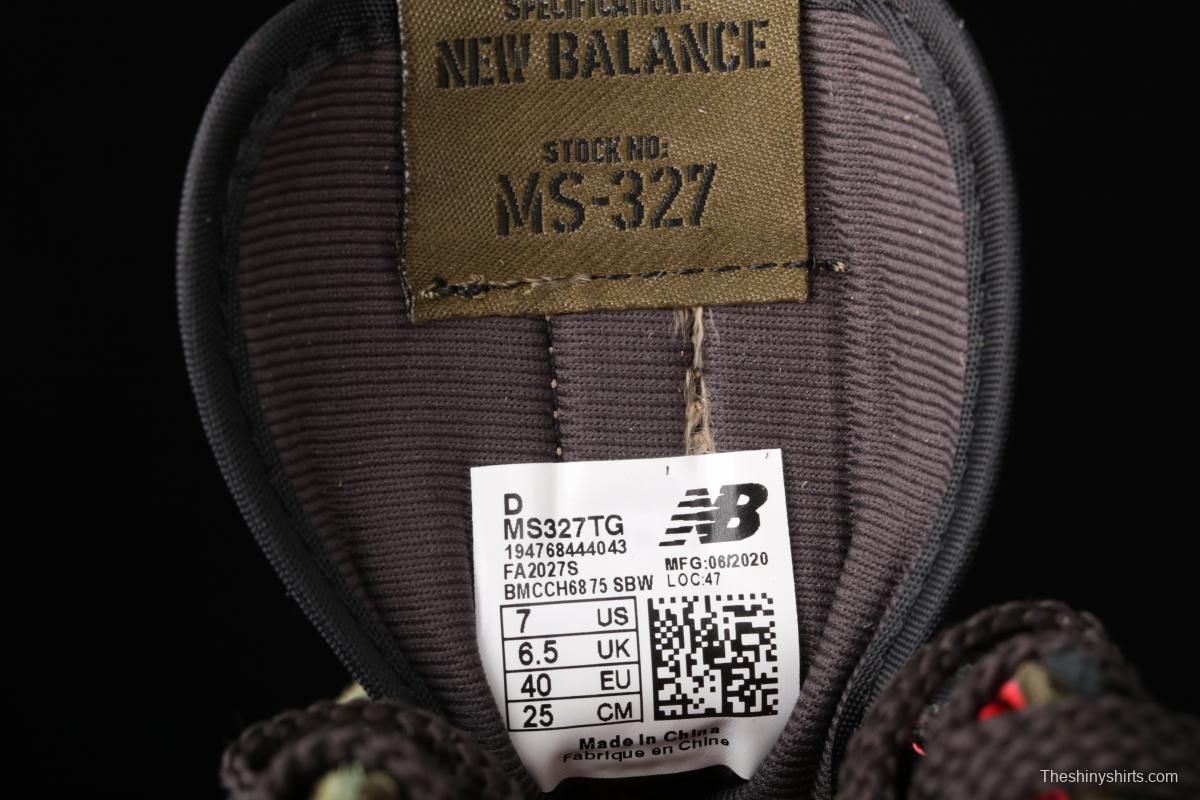 SPECIFICATION:
NEW BALANCE
STOCK NO:
MS-327
D
MS327TG
194768444043
FA2027S
BMCCH6875 SBW
NB
MFG:06/2020
LOC:47
7 US
6.5 UK
40 EU
25 CM
Made in China
Fabriqué en Chine
Theshinyshirts.com